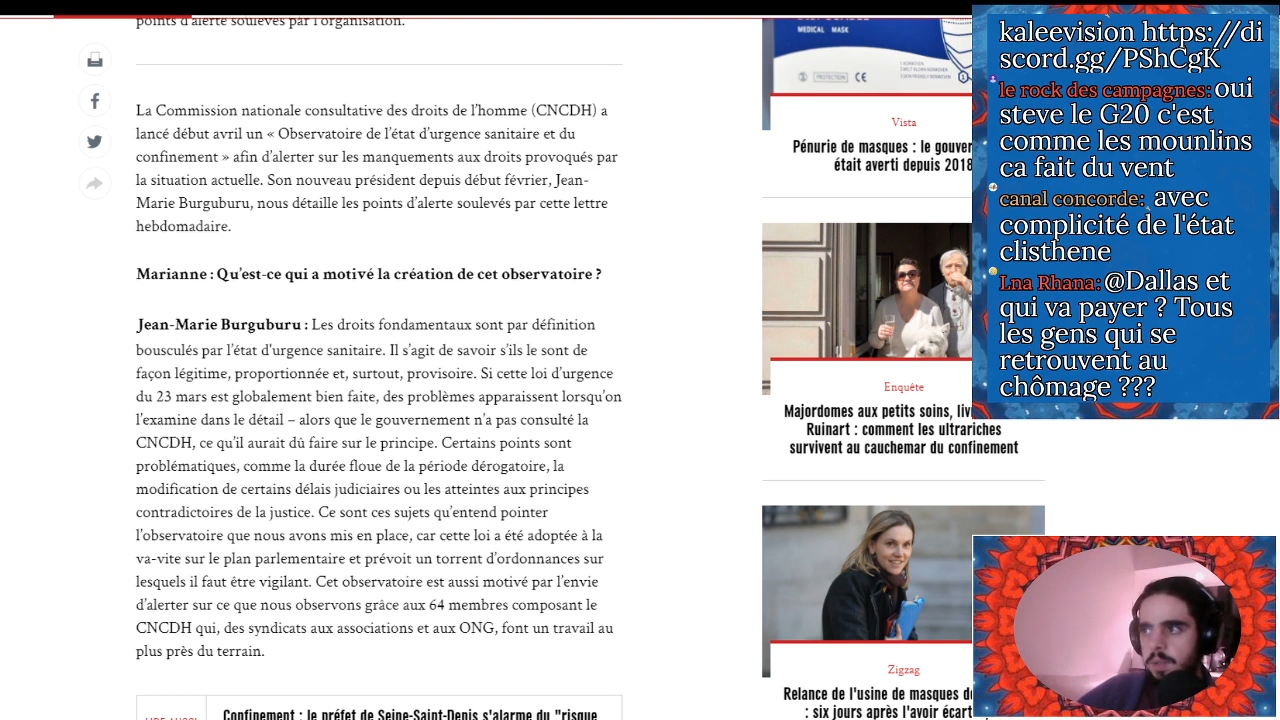 points d'alerte soulevés par l'organisation.
La Commission nationale consultative des droits de l'homme (CNCDH) a
lancé début avril un « Observatoire de l'état d'urgence sanitaire et du
confinement » afin d'alerter sur les manquements aux droits provoqués par
la situation actuelle. Son nouveau président depuis début février, Jean-
Marie Burguburu, nous détaille les points d'alerte soulevés par cette lettre
hebdomadaire.
Marianne : Qu'est-ce qui a motivé la création de cet observatoire ?
Jean-Marie Burguburu : Les droits fondamentaux sont par définition
bousculés par l'état d'urgence sanitaire. Il s'agit de savoir s'ils le sont de
façon légitime, proportionnée et, surtout, provisoire. Si cette loi d'urgence
du 23 mars est globalement bien faite, des problèmes apparaissent lorsqu'on
l'examine dans le détail – alors que le gouvernement n'a pas consulté la
CNCDH, ce qu'il aurait dû faire sur le principe. Certains points sont
problématiques, comme la durée floue de la période dérogatoire, la
modification de certains délais judiciaires ou les atteintes aux principes
contradictoires de la justice. Ce sont ces sujets qu'entend pointer
l'observatoire que nous avons mis en place, car cette loi a été adoptée à la
va-vite sur le plan parlementaire et prévoit un torrent d'ordonnances sur
lesquels il faut être vigilant. Cet observatoire est aussi motivé par l'envie
d'alerter sur ce que nous observons grâce aux 64 membres composant le
CNCDH qui, des syndicats aux associations et aux ONG, font un travail au
plus près du terrain.
Confinement : le préfet de Seine-Saint-Denis s'alarme du "risque
MEDICAL MASK
PROTECTION CE
Vista
Pénurie de masques : le gouver
était averti depuis 2018
Enquête
Majordomes aux petits soins, liv
Ruinart : comment les ultrariches
survivent au cauchemar du confinement
Zigzag
Relance de l'usine de masques d
: six jours après l'avoir écart
kaleevision https://di
scord.gg/PShCrK
le rock des campagnes: oui
steve le G20 c'est
comme les mounlins
ca fait du vent
canal concorde: avec
complicité de l'état
clisthene
Lna Rhana: @Dallas et
qui va payer ? Tous
les gens qui se
retrouvent au
chômage ???